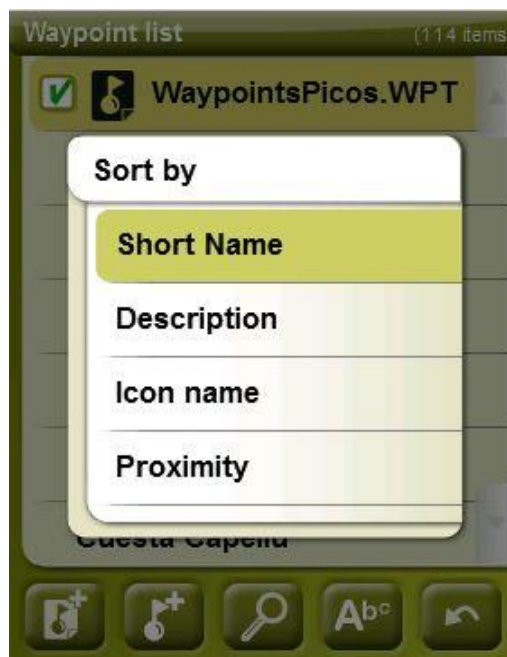 Waypoint list (114 items
WaypointsPicos.WPT
Sort by
Short Name
Description
Icon name
Proximity
Cuesta Capellu
Abc